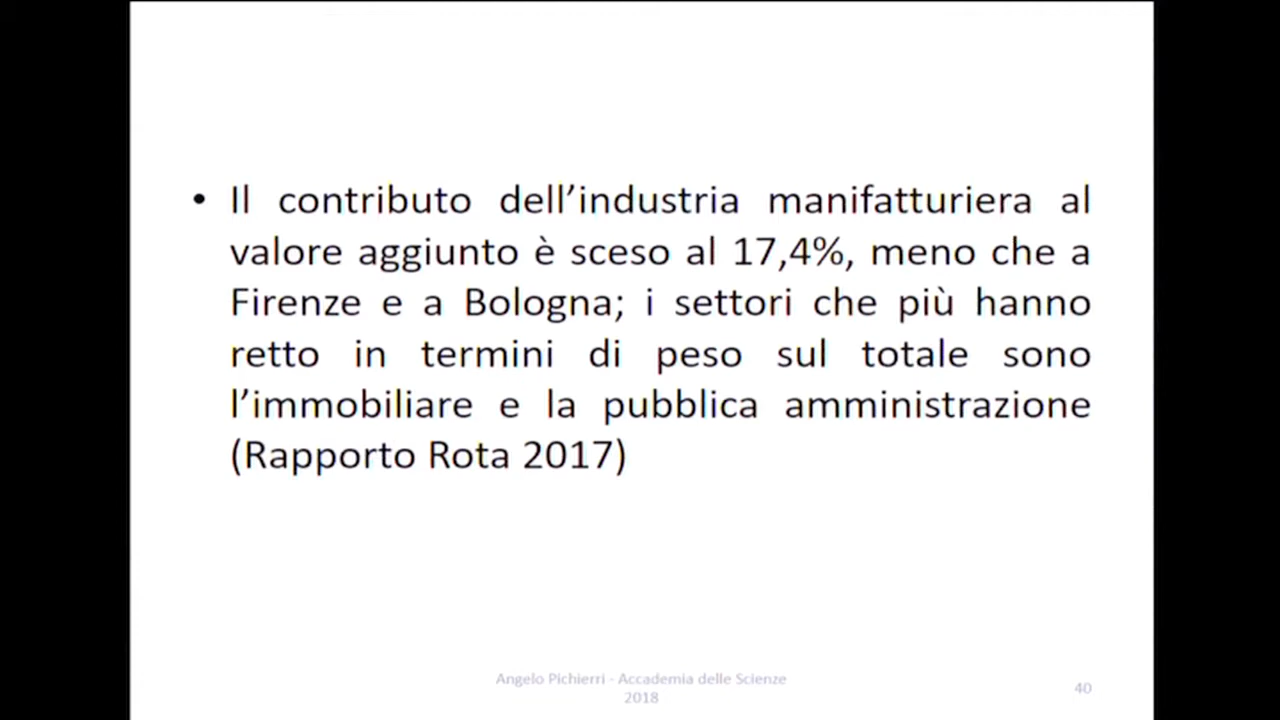 • Il contributo dell’industria manifatturiera al
valore aggiunto è sceso al 17,4%, meno che a
Firenze e a Bologna; i settori che più hanno
retto in termini di peso sul totale sono
l’immobiliare e la pubblica amministrazione
(Rapporto Rota 2017)
Angelo Pichierri - Accademia delle Scienze
2018
40